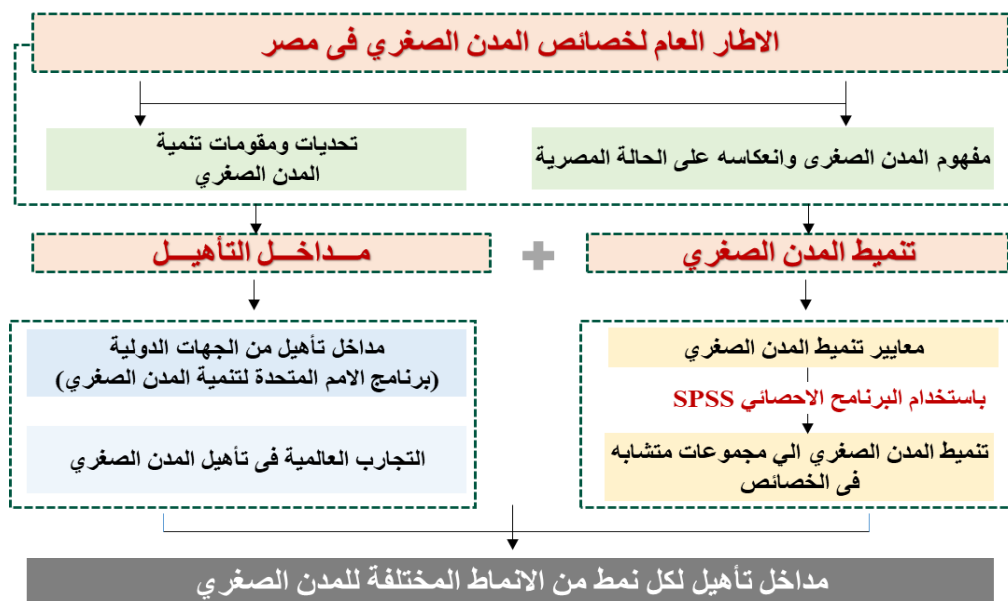 الاطار العام لخصائص المدن الصغري فى مصر
مفهوم المدن الصغرى وانعكاسه على الحالة المصرية
تحديات ومقومات تنمية
المدن الصغري
تنميط المدن الصغري
+
مـــداخـــل التأهيـــل
معايير تنميط المدن الصغري
باستخدام البرنامح الاحصائي SPSS
تنميط المدن الصغري الي مجموعات متشابه
فى الخصائص
مداخل تأهيل من الجهات الدولية
(برنامج الامم المتحدة لتنمية المدن الصغري)
التجارب العالمية فى تأهيل المدن الصغري
مداخل تأهيل لكل نمط من الانماط المختلفة للمدن الصغري